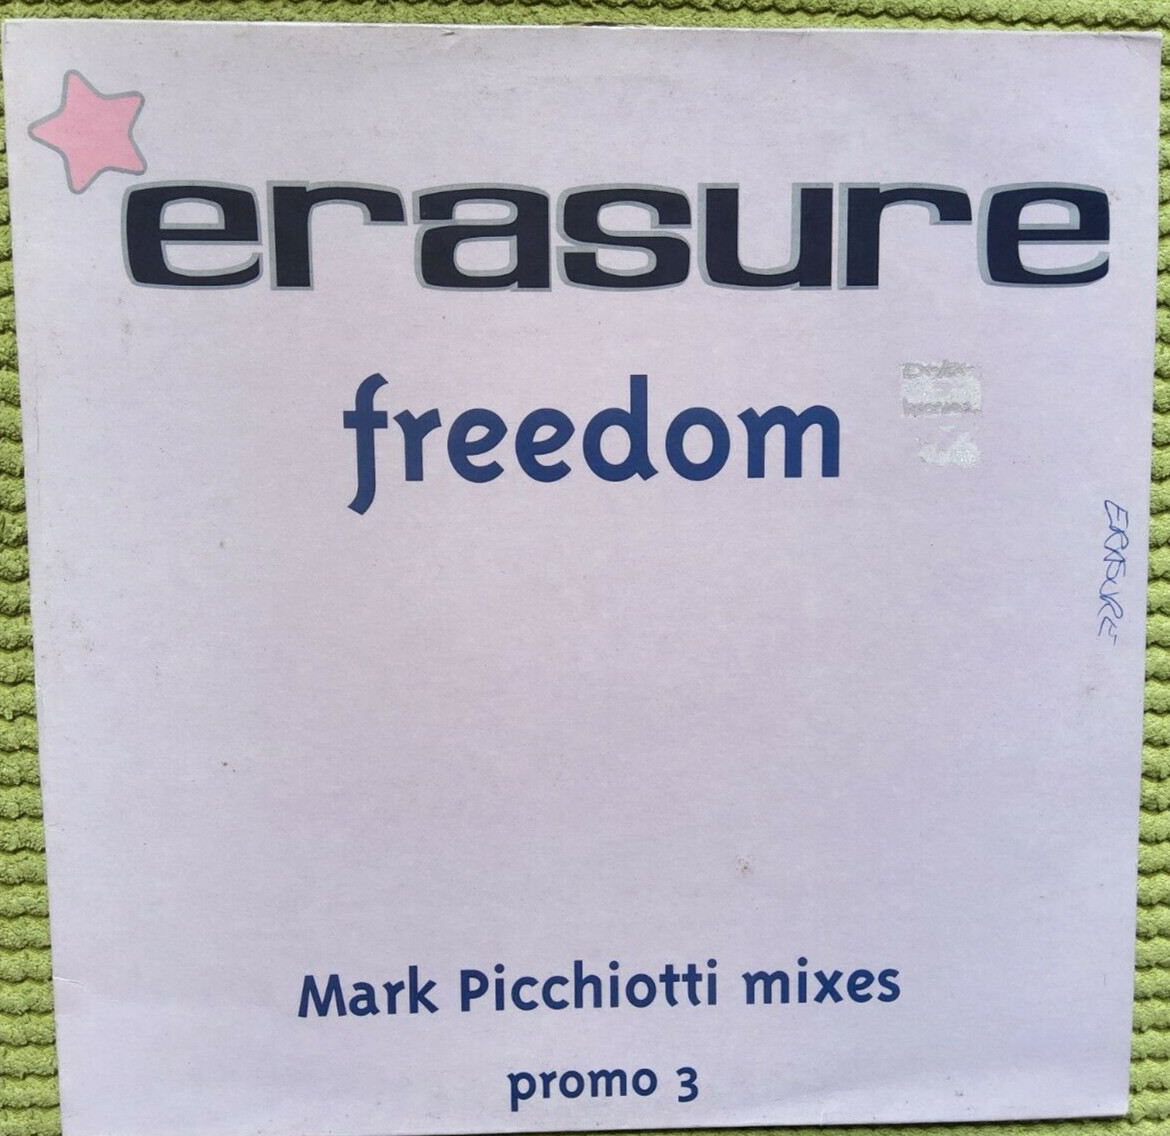 erasure
freedom
ERASURE
Mark Picchiotti mixes
promo 3